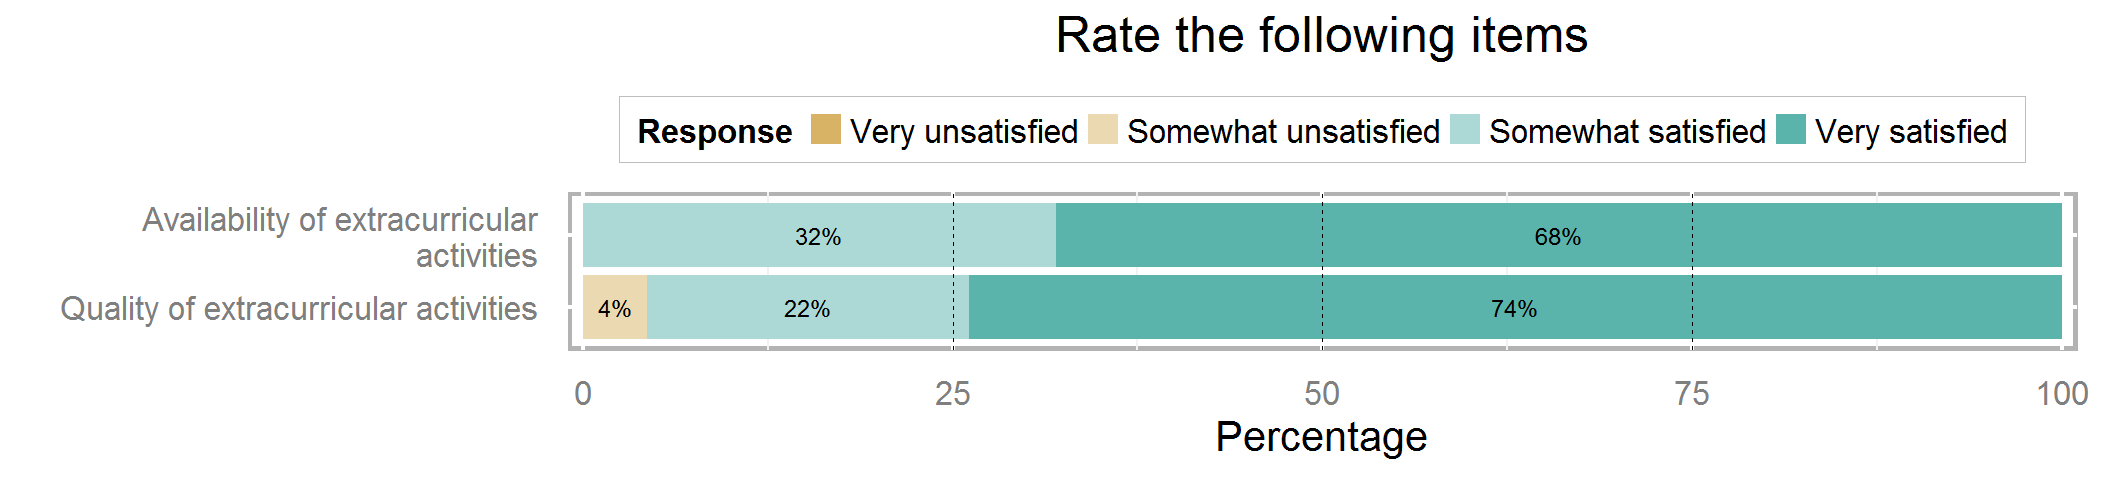 Rate the following items
Response Very unsatisfied Somewhat unsatisfied Somewhat satisfied Very satisfied
Availability of extracurricular
activities
32% 68%
Quality of extracurricular activities
4% 22% 74%
0 25 50 75 100
Percentage